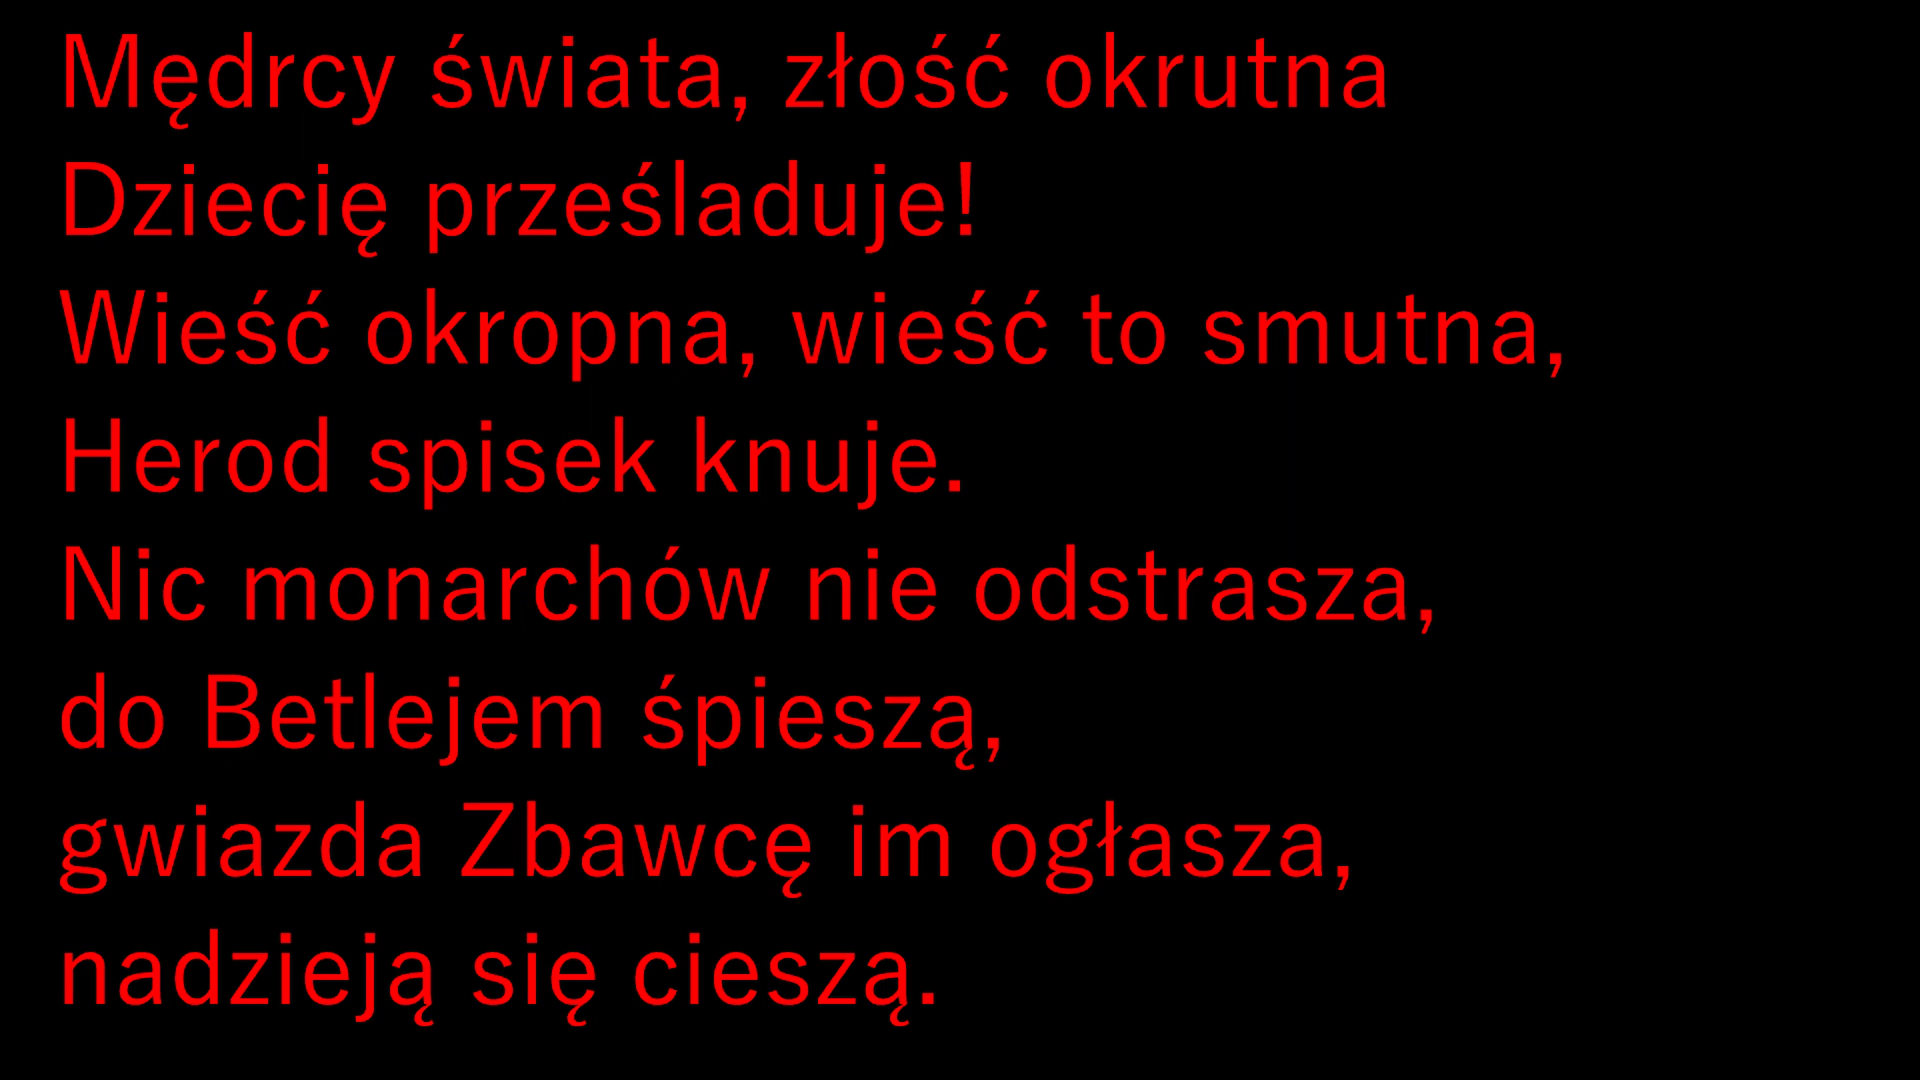 Mędrcy świata, złość okrutna
Dziecię prześladuje!
Wieść okropna, wieść to smutna,
Herod spisek knuje.
Nic monarchów nie odstrasza,
do Betlejem śpieszą,
gwiazda Zbawcę im ogłasza,
nadzieją się cieszą.